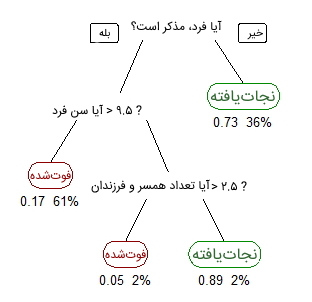 آیا فرد، مذکر است؟
بله
خیر
نجات‌یافته
0.73 36%
آیا سن فرد > ۹.۵ ?
فوت‌شده
0.17 61%
آیا تعداد همسر و فرزندان > ۲.۵ ?
فوت‌شده
نجات‌یافته
0.05 2%
0.89 2%